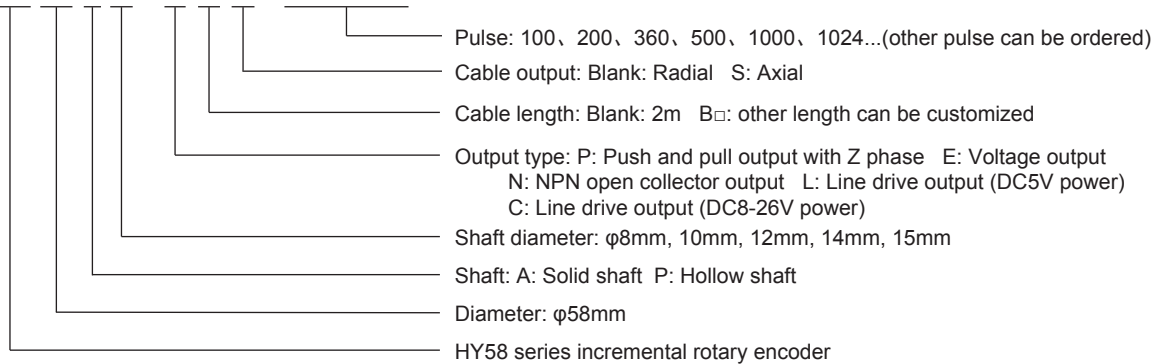 Pulse: 100、200、360、500、1000、1024...(other pulse can be ordered)
Cable output: Blank: Radial S: Axial
Cable length: Blank: 2m B□: other length can be customized
Output type: P: Push and pull output with Z phase E: Voltage output
N: NPN open collector output L: Line drive output (DC5V power)
C: Line drive output (DC8-26V power)
Shaft diameter: φ8mm, 10mm, 12mm, 14mm, 15mm
Shaft: A: Solid shaft P: Hollow shaft
Diameter: φ58mm
HY58 series incremental rotary encoder